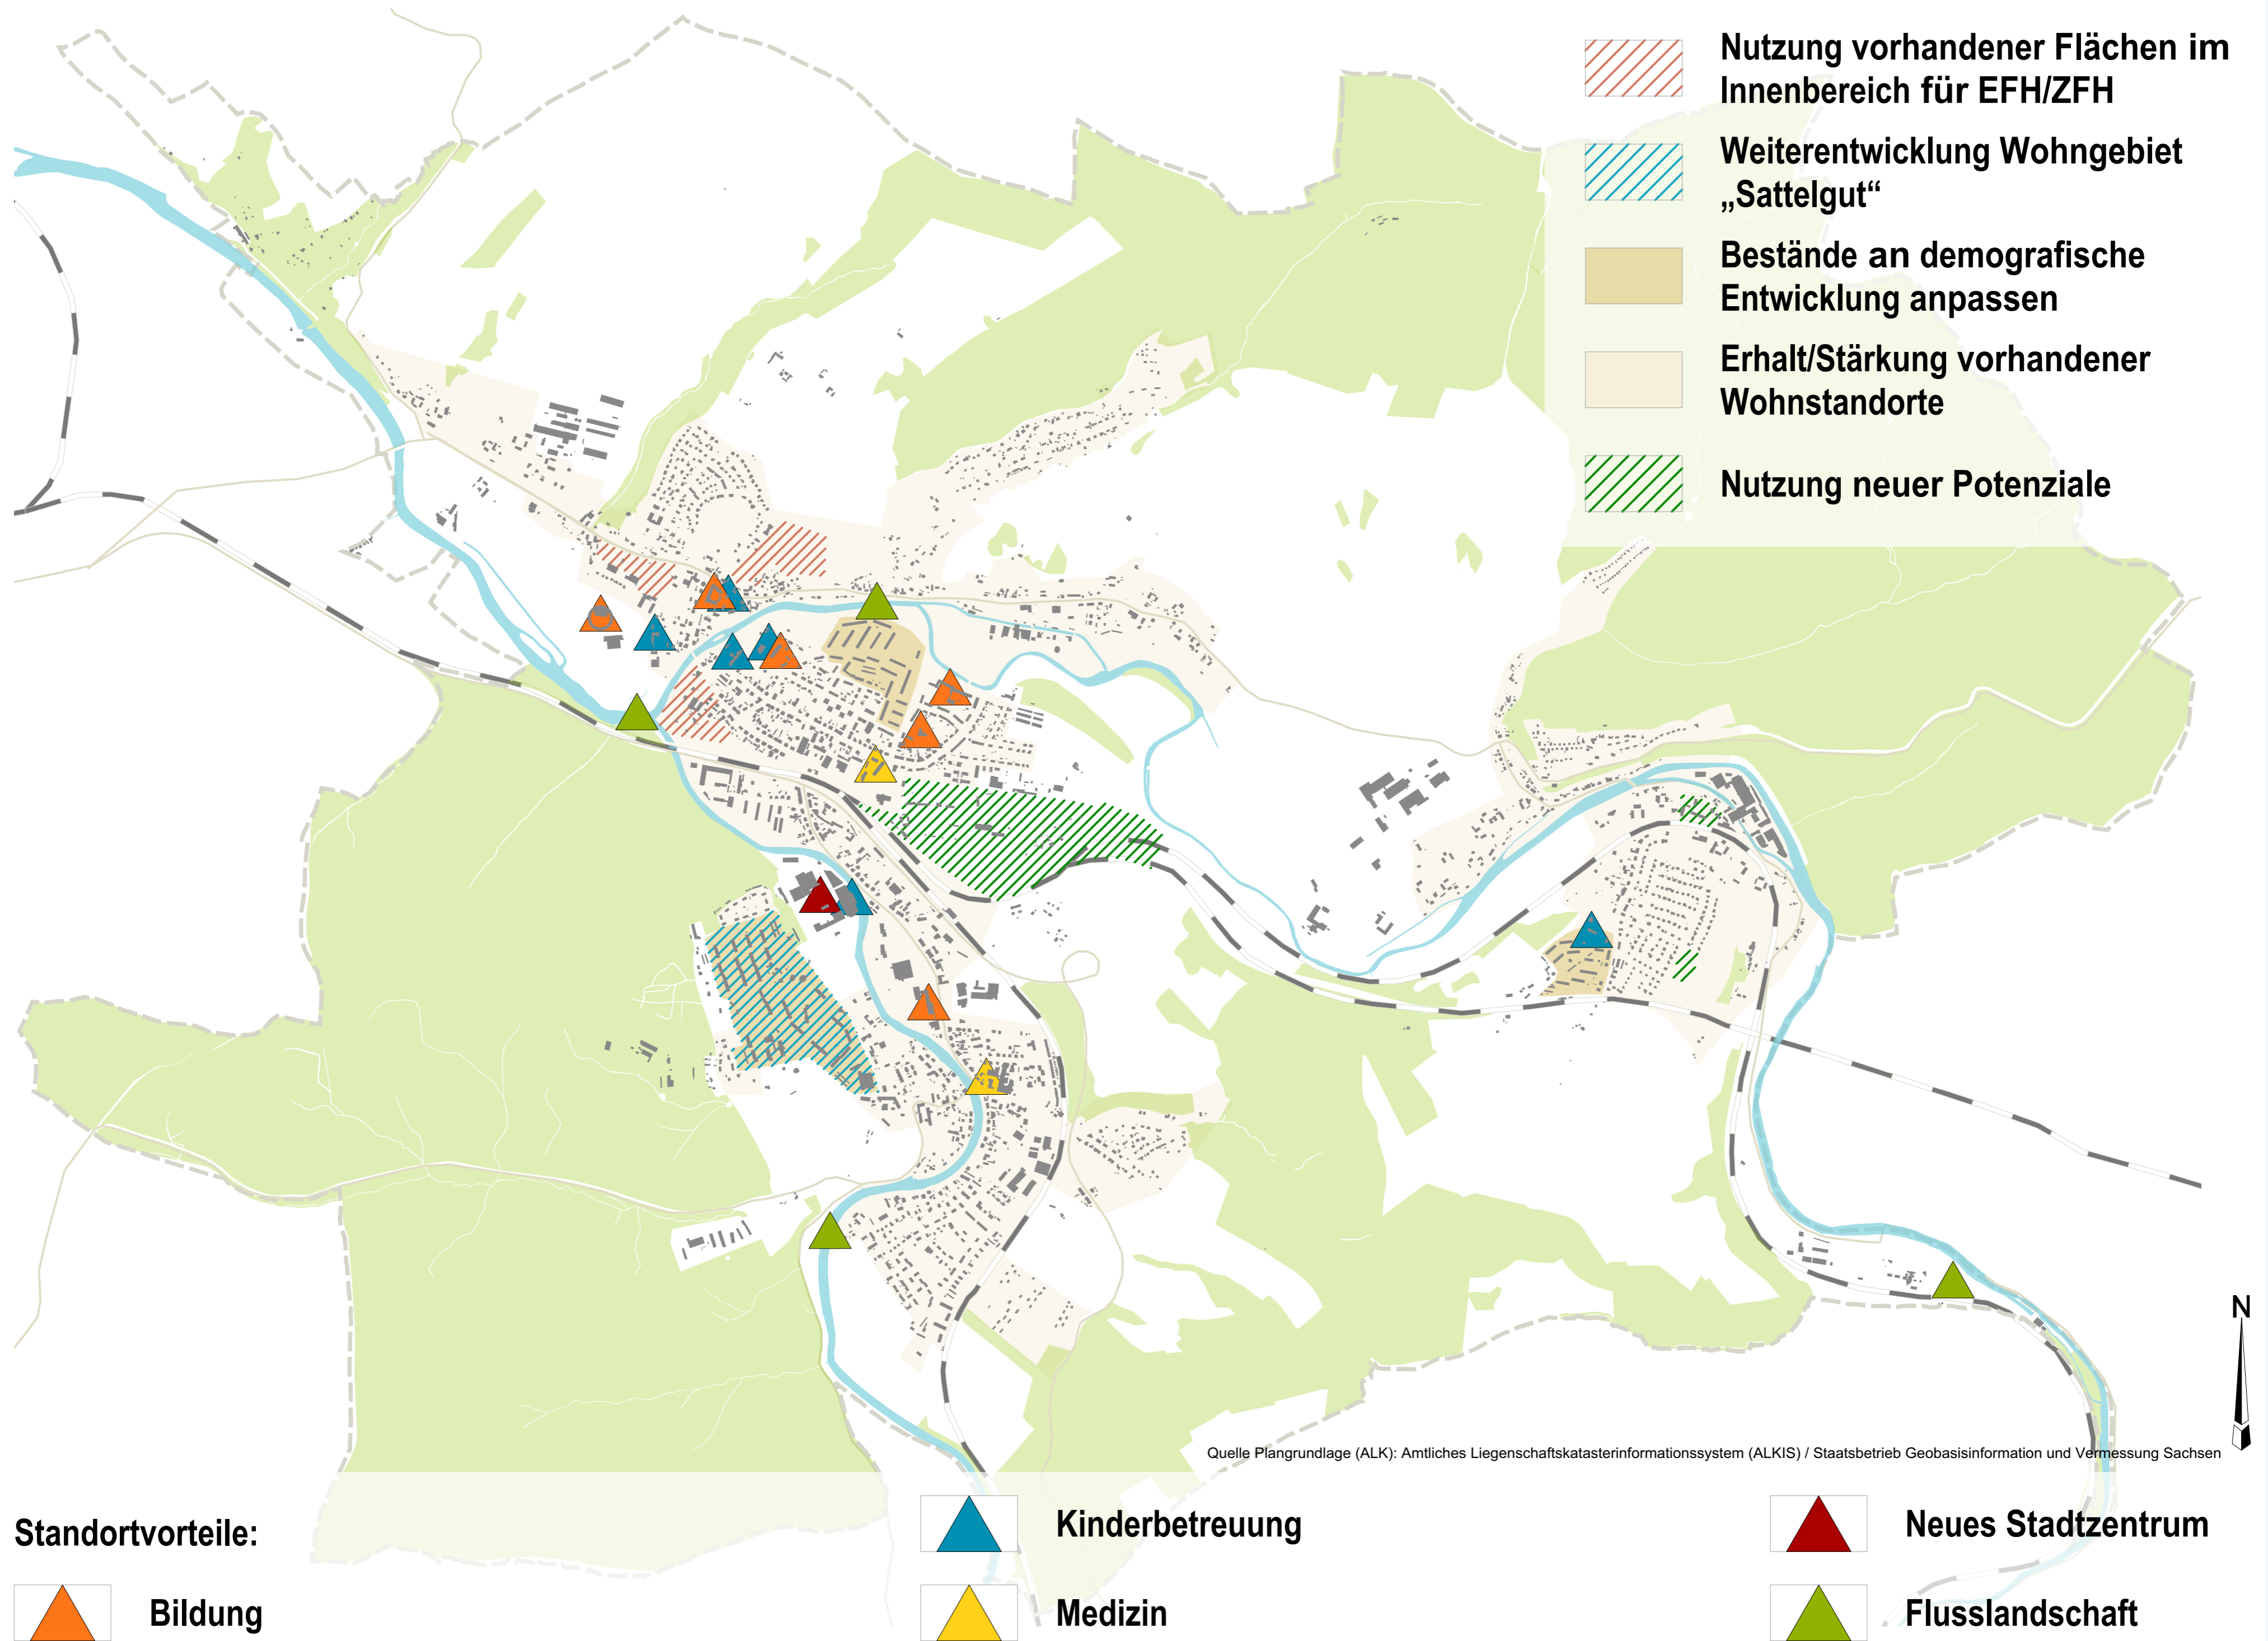 Nutzung vorhandener Flächen im
Innenbereich für EFH/ZFH
Weiterentwicklung Wohngebiet
„Sattelgut“
Bestände an demografische
Entwicklung anpassen
Erhalt/Stärkung vorhandener
Wohnstandorte
Nutzung neuer Potenziale
N
Quelle Plangrundlage (ALK): Amtliches Liegenschaftskatasterinformationssystem (ALKIS) / Staatsbetrieb Geobasisinformation und Vermessung Sachsen
Standortvorteile:
Bildung
Kinderbetreuung
Medizin
Neues Stadtzentrum
Flusslandschaft